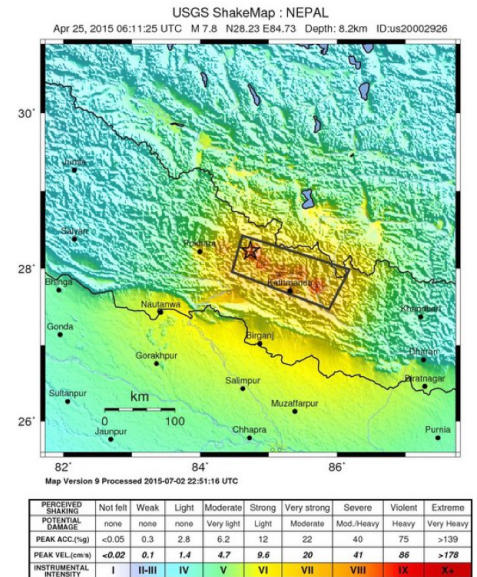 USGS ShakeMap : NEPAL
Apr 25, 2015 06:11:25 UTC M 7.8 N28.23 E84.73 Depth: 8.2km ID:us20002926
30°
Jumla
Salyan
Pokhara
28°
Kathmandu
Bhinga
Nautanwa
Khandbari
Gonda
Birganj
Dharan
Gorakhpur
Biratnagar
Sultanpur
Salimpur
km
0 100
Muzaffarpur
26°
Jaunpur
Chhapra
Purnia
82° 84° 86°
Map Version 9 Processed 2015-07-02 22:51:16 UTC
PERCEIVED SHAKING Not felt Weak Light Moderate Strong Very strong Severe Violent Extreme
POTENTIAL DAMAGE none none none Very light Light Moderate Mod./Heavy Heavy Very Heavy
PEAK ACC.(%g) <0.05 0.3 2.8 6.2 12 22 40 75 >139
PEAK VEL.(cm/s) <0.02 0.1 1.4 4.7 9.6 20 41 86 >178
INSTRUMENTAL INTENSITY I II-III IV V VI VII VIII IX X+